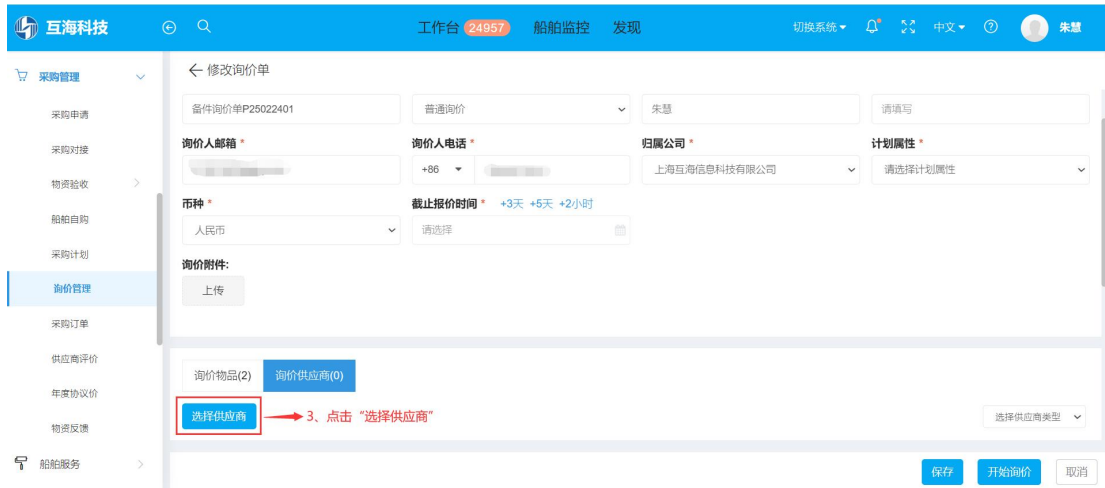 互海科技
工作台 24957 船舶监控 发现
切换系统 中文 朱慧
采购管理
采购申请
采购对接
物资验收
船舶自购
采购计划
询价管理
采购订单
供应商评价
年度协议价
物资反馈
船舶服务
修改询价单
备件询价单P25022401 普通询价 朱慧 请填写
询价人邮箱 * 询价人电话 * 归属公司 * 计划属性 *
+86 上海互海信息科技有限公司 请选择计划属性
币种 * 截止报价时间 * +3天 +5天 +2小时
人民币 请选择
询价附件:
上传
询价物品(2) 询价供应商(0)
选择供应商 3、点击“选择供应商” 选择供应商类型
保存 开始询价 取消